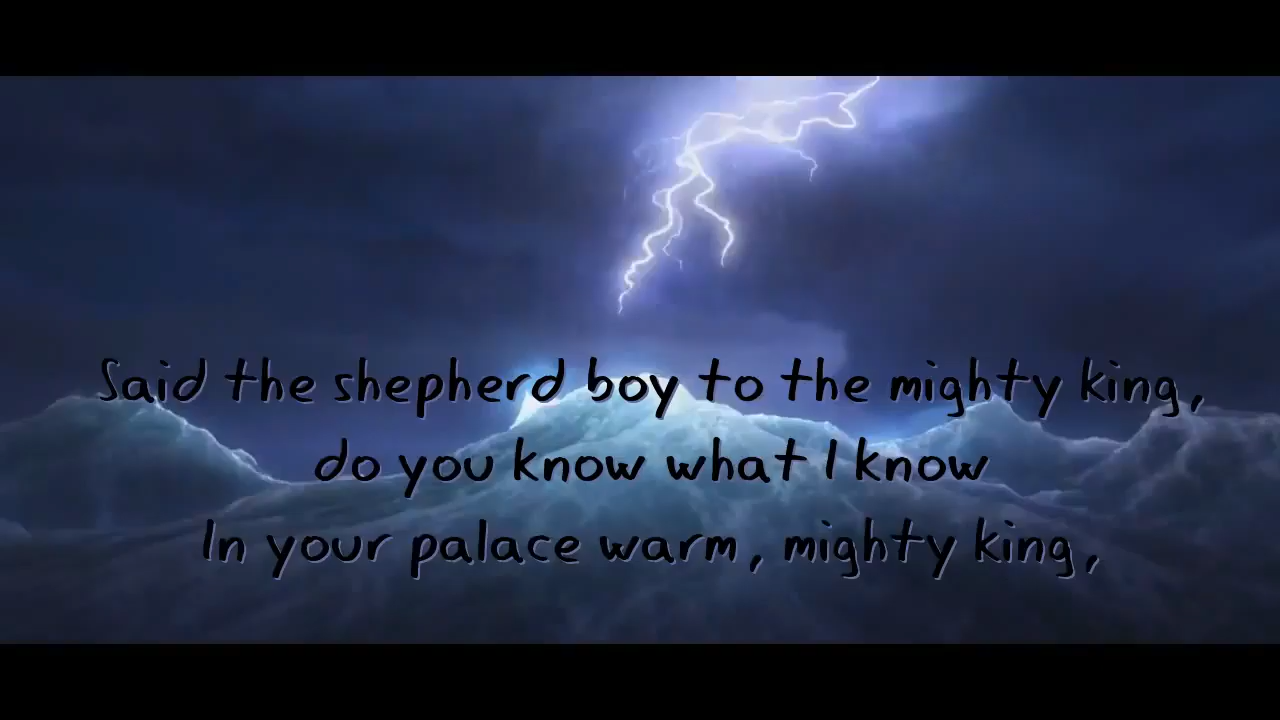 Said the shepherd boy to the mighty king,
do you know what I know
In your palace warm, mighty king,